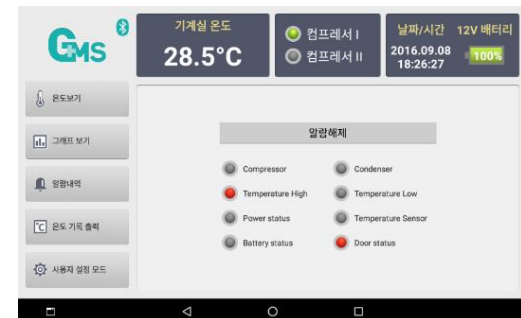 GMS
기계실 온도
28.5°C
컴프레서 I
컴프레서 II
날짜/시간
12V 배터리
2016.09.08
18:26:27
100%
온도보기
그래프 보기
알람내역
°C 온도 기록 출력
사용자 설정 모드
알람해제
Compressor
Condenser
Temperature High
Temperature Low
Power status
Temperature Sensor
Battery status
Door status